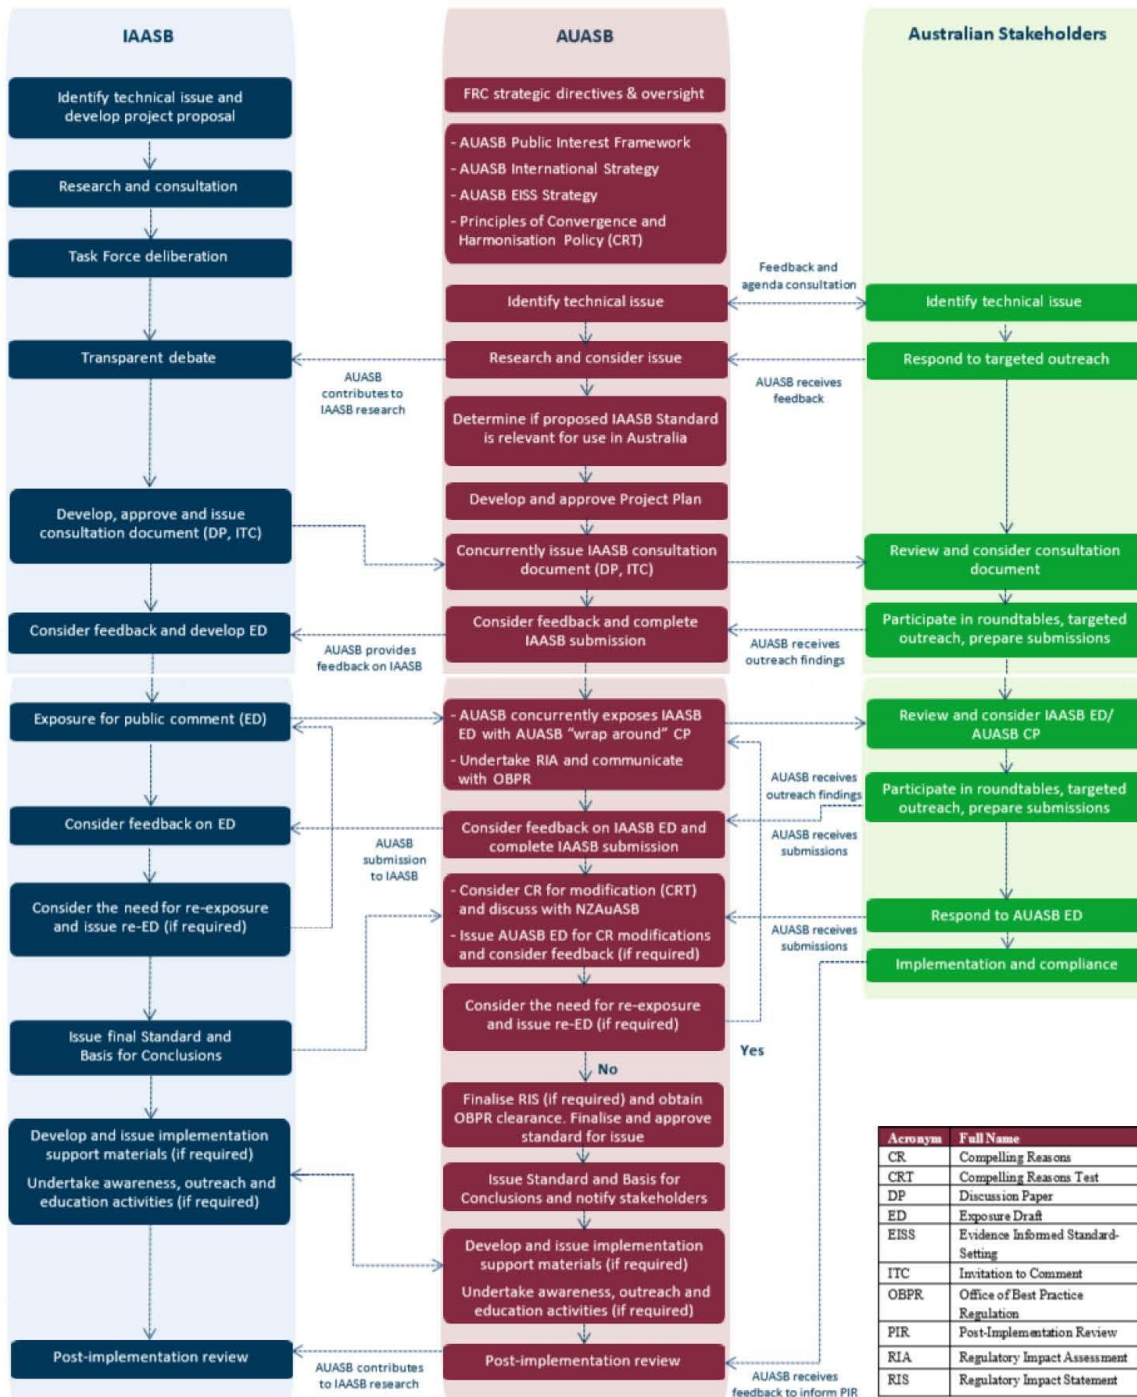 IAASB
Identify technical issue and
develop project proposal
Research and consultation
Task Force deliberation
Transparent debate
Develop, approve and issue
consultation document (DP, ITC)
Consider feedback and develop ED
Exposure for public comment (ED)
Consider feedback on ED
Consider the need for re-exposure
and issue re-ED (if required)
Issue final Standard and
Basis for Conclusions
Develop and issue implementation
support materials (if required)
Undertake awareness, outreach and
education activities (if required)
Post-implementation review
AUASB
contributes to
IAASB research
AUASB provides
feedback on IAASB
AUASB
submission
to IAASB
AUASB contributes
to IAASB research
AUASB
FRC strategic directives & oversight
- AUASB Public Interest Framework
- AUASB International Strategy
- AUASB EISS Strategy
- Principles of Convergence and
Harmonisation Policy (CRT)
Identify technical issue
Research and consider issue
Determine if proposed IAASB Standard
is relevant for use in Australia
Develop and approve Project Plan
Concurrently issue IAASB consultation
document (DP, ITC)
Consider feedback and complete
IAASB submission
- AUASB concurrently exposes IAASB
ED with AUASB “wrap around” CP
- Undertake RIA and communicate
with OBPR
Consider feedback on IAASB ED and
complete IAASB submission
- Consider CR for modification (CRT)
and discuss with NZAuASB
- Issue AUASB ED for CR modifications
and consider feedback (if required)
Consider the need for re-exposure
and issue re-ED (if required)
No
Yes
Finalise RIS (if required) and obtain
OBPR clearance. Finalise and approve
standard for issue
Issue Standard and Basis for
Conclusions and notify stakeholders
Develop and issue implementation
support materials (if required)
Undertake awareness, outreach and
education activities (if required)
Post-implementation review
Feedback and
agenda consultation
AUASB receives
feedback
AUASB receives
outreach findings
AUASB receives
outreach findings
AUASB receives
submissions
AUASB receives
submissions
AUASB receives
feedback to inform PIR
Australian Stakeholders
Identify technical issue
Respond to targeted outreach
Review and consider consultation
document
Participate in roundtables, targeted
outreach, prepare submissions
Review and consider IAASB ED/
AUASB CP
Participate in roundtables, targeted
outreach, prepare submissions
Respond to AUASB ED
Implementation and compliance
Acronym Full Name
CR Compelling Reasons
CRT Compelling Reasons Test
DP Discussion Paper
ED Exposure Draft
EISS Evidence Informed Standard-
Setting
ITC Invitation to Comment
OBPR Office of Best Practice
Regulation
PIR Post-Implementation Review
RIA Regulatory Impact Assessment
RIS Regulatory Impact Statement